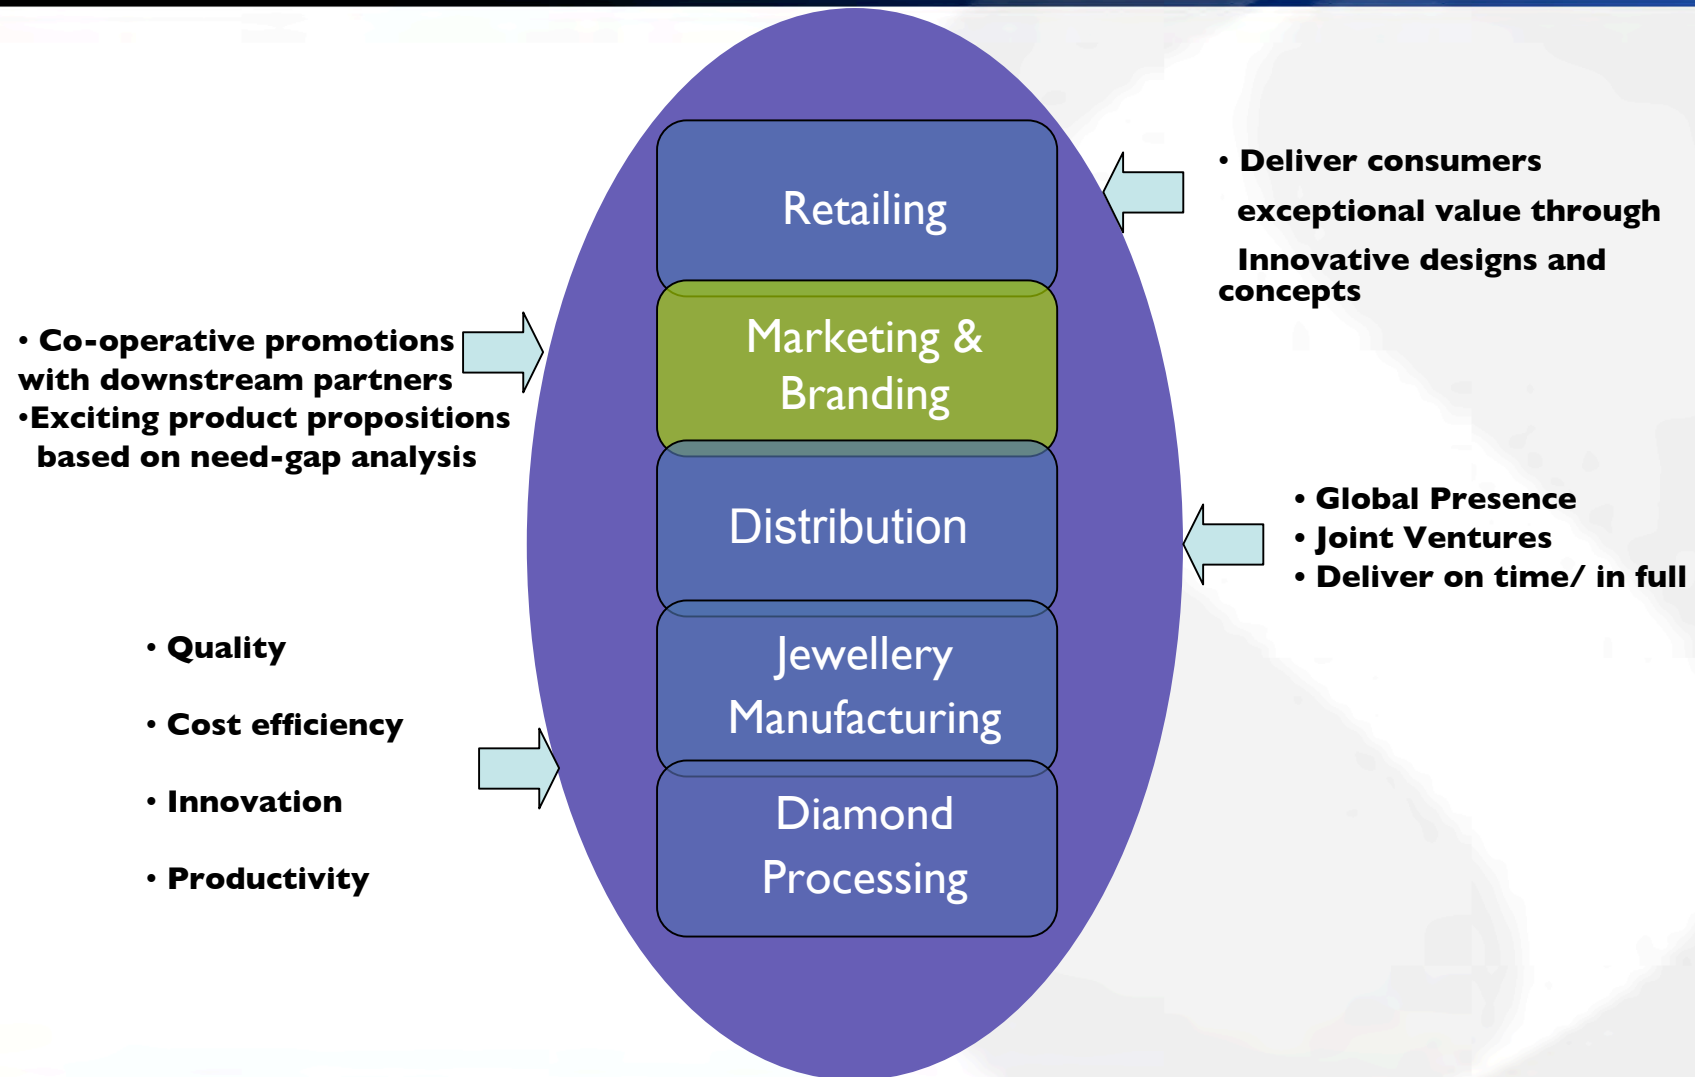 Retailing
• Deliver consumers
exceptional value through
Innovative designs and
concepts
Marketing &
Branding
• Co-operative promotions
with downstream partners
•Exciting product propositions
based on need-gap analysis
Distribution
• Global Presence
• Joint Ventures
• Deliver on time/ in full
Jewellery
Manufacturing
Diamond
Processing
• Quality
• Cost efficiency
• Innovation
• Productivity